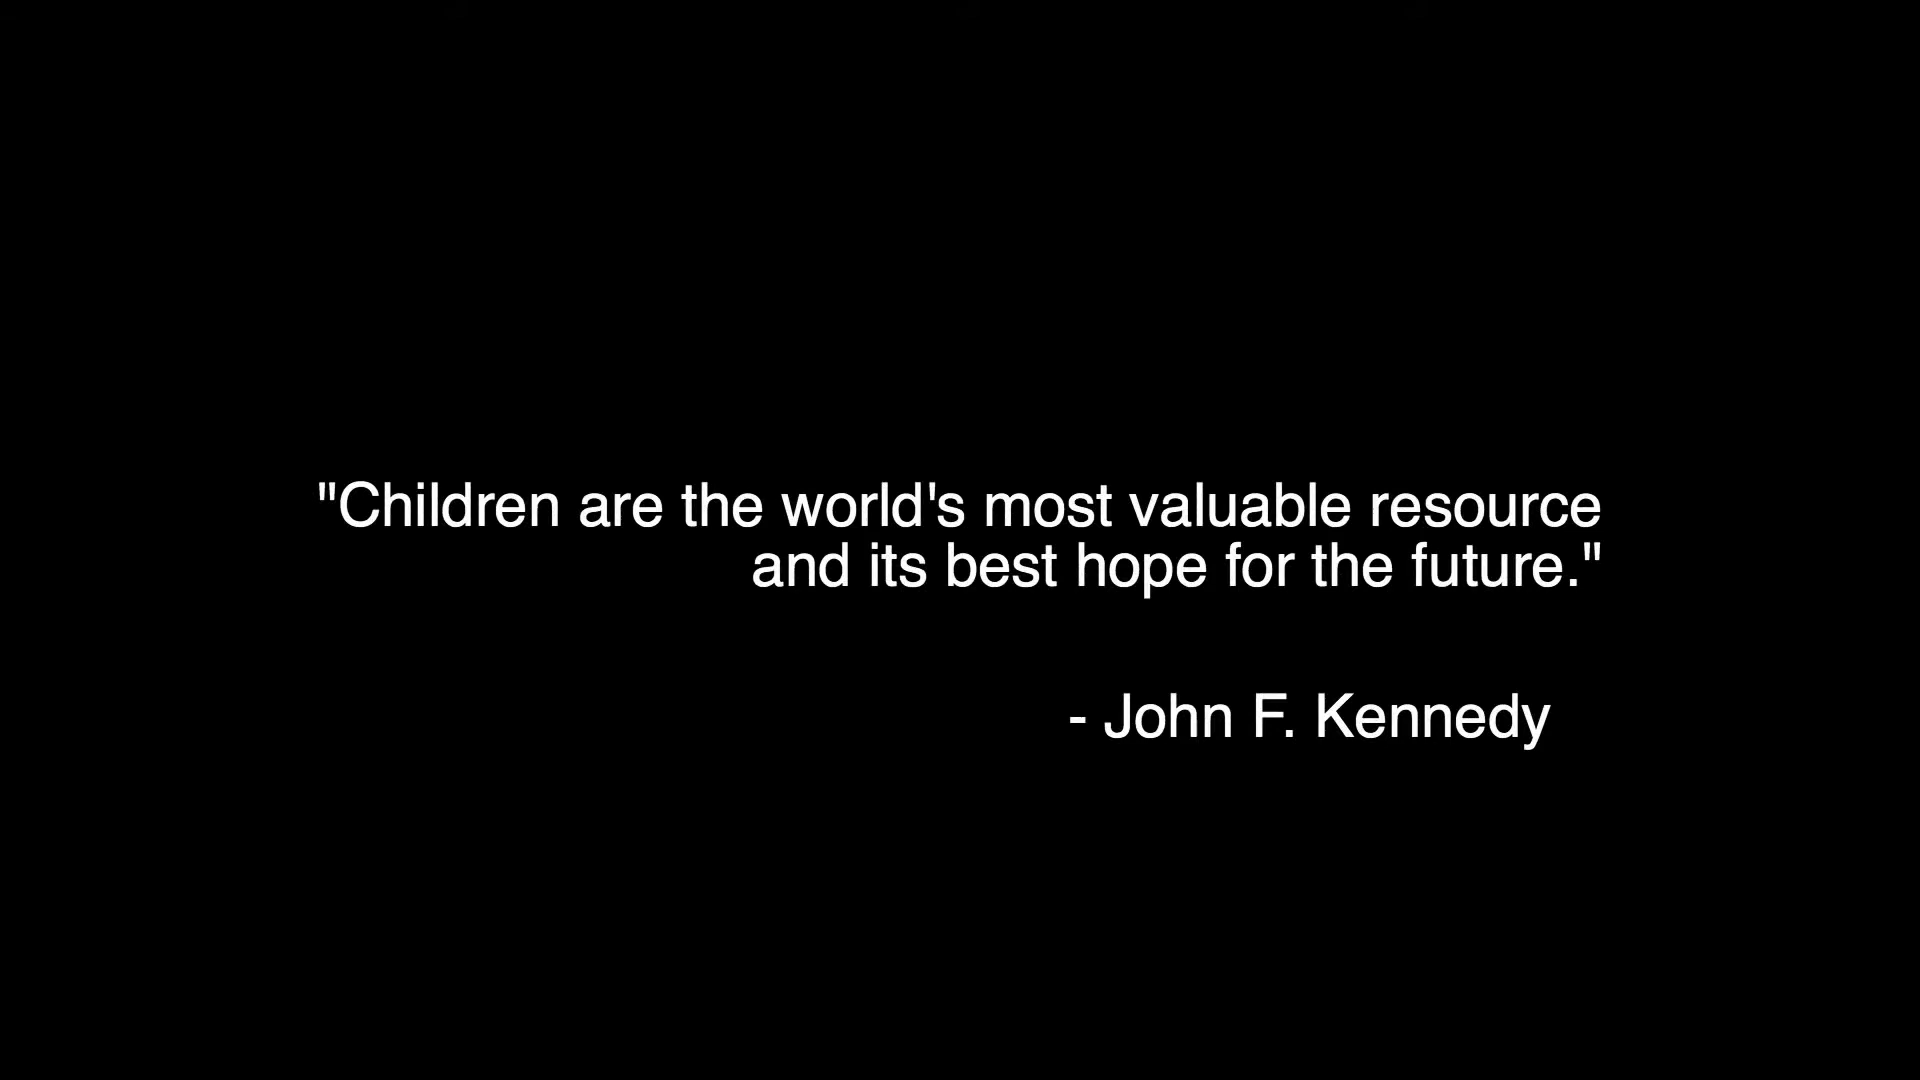 "Children are the world's most valuable resource
and its best hope for the future."
- John F. Kennedy